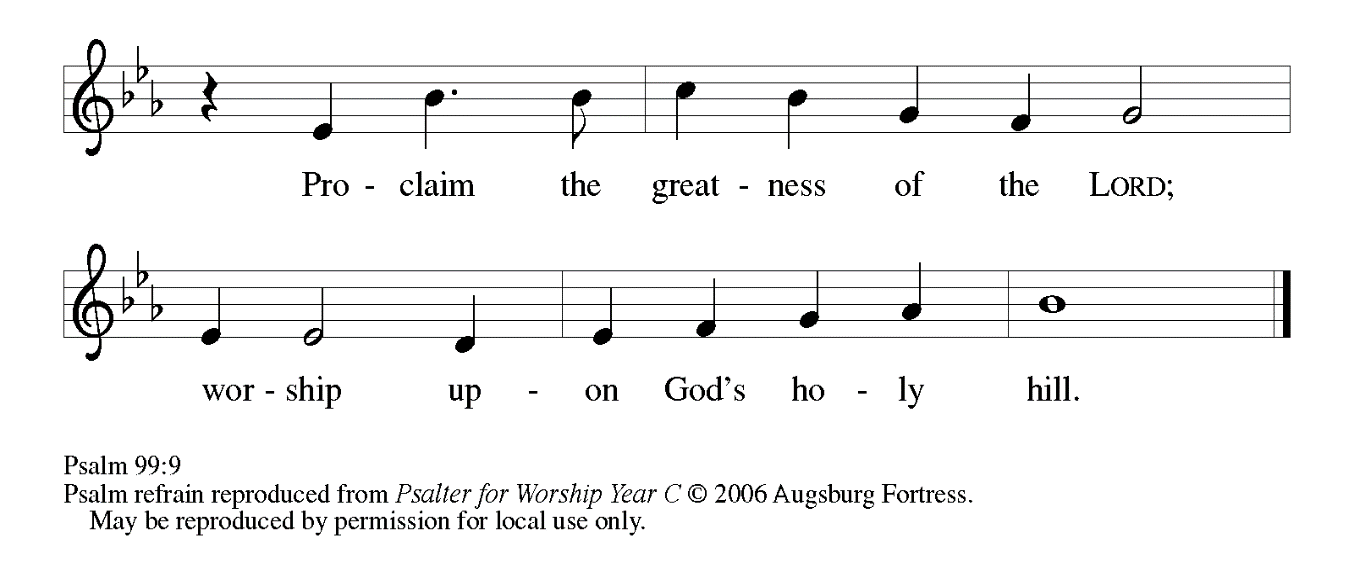 Pro - claim the great - ness of the LORD;
wor - ship up - on God's ho - ly hill.
Psalm 99:9
Psalm refrain reproduced from Psalter for Worship Year C © 2006 Augsburg Fortress.
May be reproduced by permission for local use only.